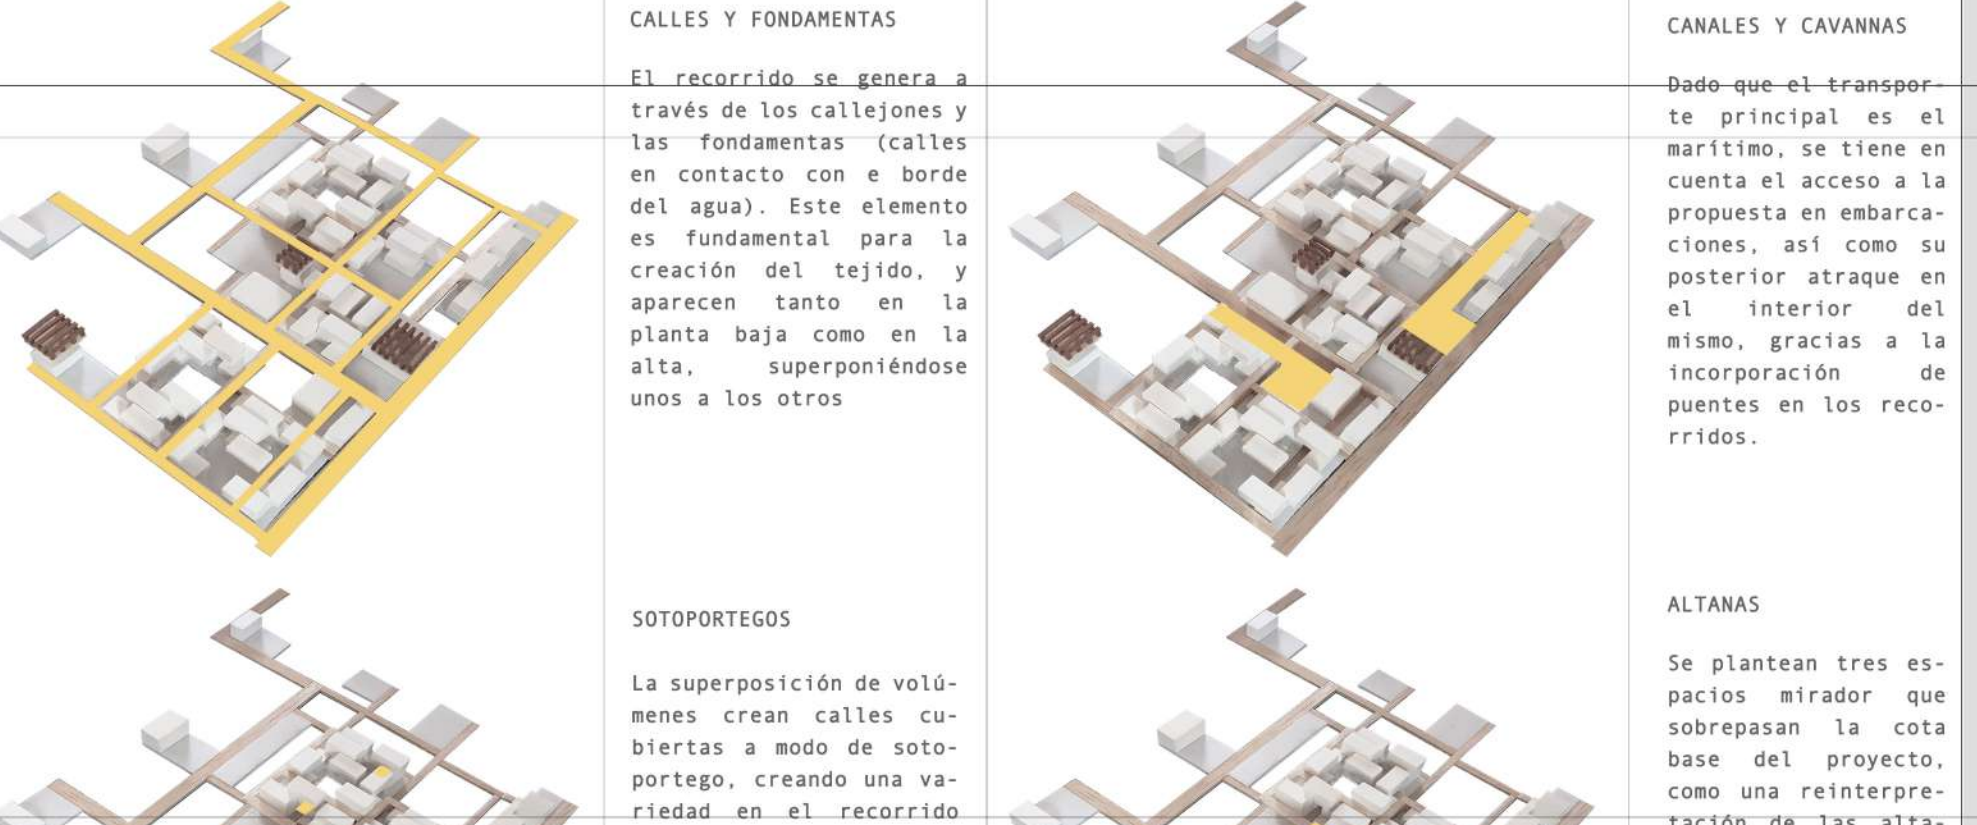 CALLES Y FONDAMENTAS
El recorrido se genera a
través de los callejones y
las fondamentas (calles
en contacto con e borde
del agua). Este elemento
es fundamental para la
creación del tejido, y
aparecen tanto en la
planta baja como en la
alta, superponiéndose
unos a los otros
CANALES Y CAVANNAS
Dado que el transpor-
te principal es el
marítimo, se tiene en
cuenta el acceso a la
propuesta en embarca-
ciones, así como su
posterior atraque en
el interior del
mismo, gracias a la
incorporación de
puentes en los reco-
rridos.
SOTOPORTEGOS
La superposición de volú-
menes crean calles cu-
biertas a modo de soto-
portego, creando una va-
riedad en el recorrido
ALTANAS
Se plantean tres es-
pacios mirador que
sobrepasan la cota
base del proyecto,
como una reinterpre-
tación de las alta-